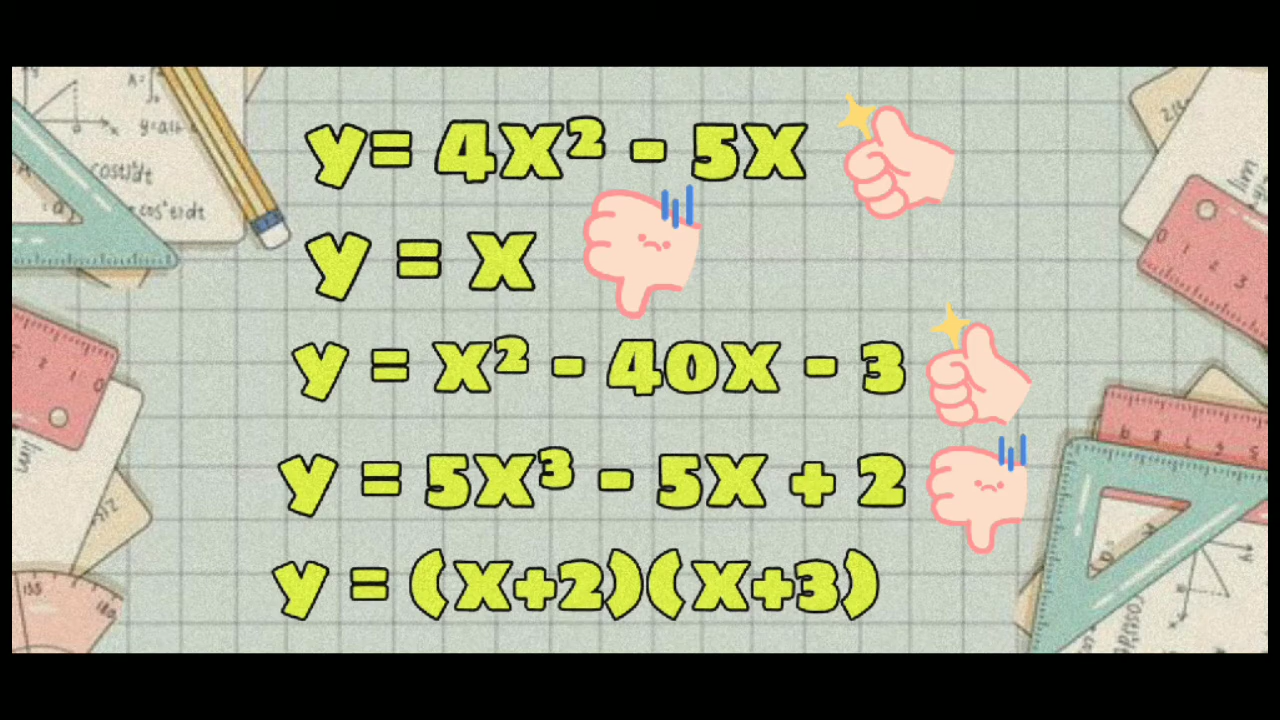 y= 4X² - 5X
y = X
y = X² - 40X - 3
y = 5X³ - 5X + 2
y = (X+2)(X+3)